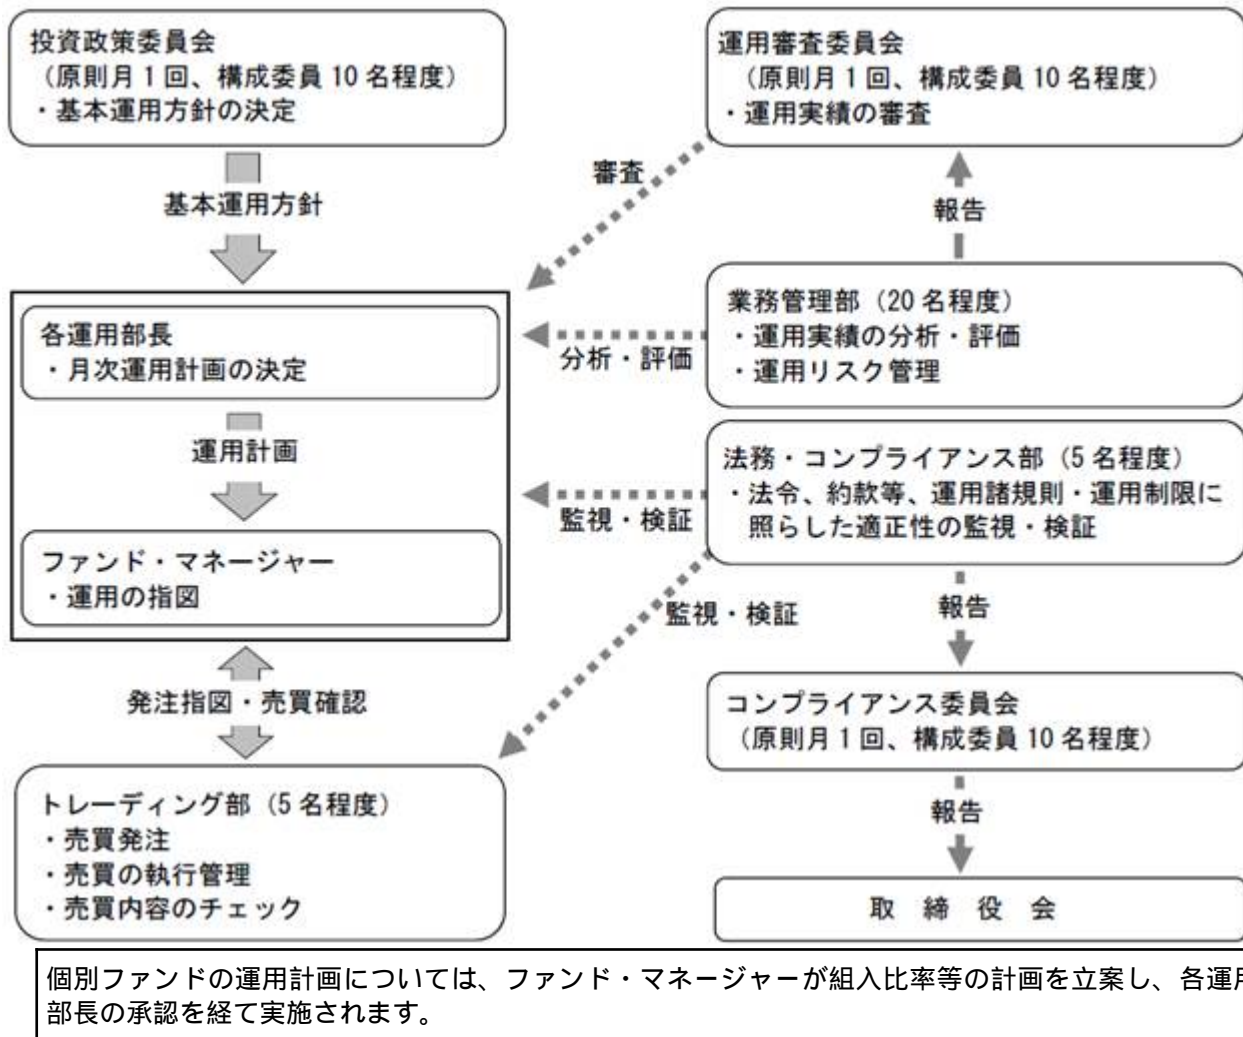 投資政策委員会
（原則月1回、構成委員10名程度）
・基本運用方針の決定
基本運用方針
各運用部長
・月次運用計画の決定
運用計画
ファンド・マネージャー
・運用の指図
発注指図・売買確認
トレーディング部（5名程度）
・売買発注
・売買の執行管理
・売買内容のチェック
審査
分析・評価
監視・検証
監視・検証
運用審査委員会
（原則月1回、構成委員10名程度）
・運用実績の審査
報告
業務管理部（20名程度）
・運用実績の分析・評価
・運用リスク管理
法務・コンプライアンス部（5名程度）
・法令、約款等、運用諸規則・運用制限に
照らした適正性の監視・検証
報告
コンプライアンス委員会
（原則月1回、構成委員10名程度）
報告
取締役会
個別ファンドの運用計画については、ファンド・マネージャーが組入比率等の計画を立案し、各運用
部長の承認を経て実施されます。